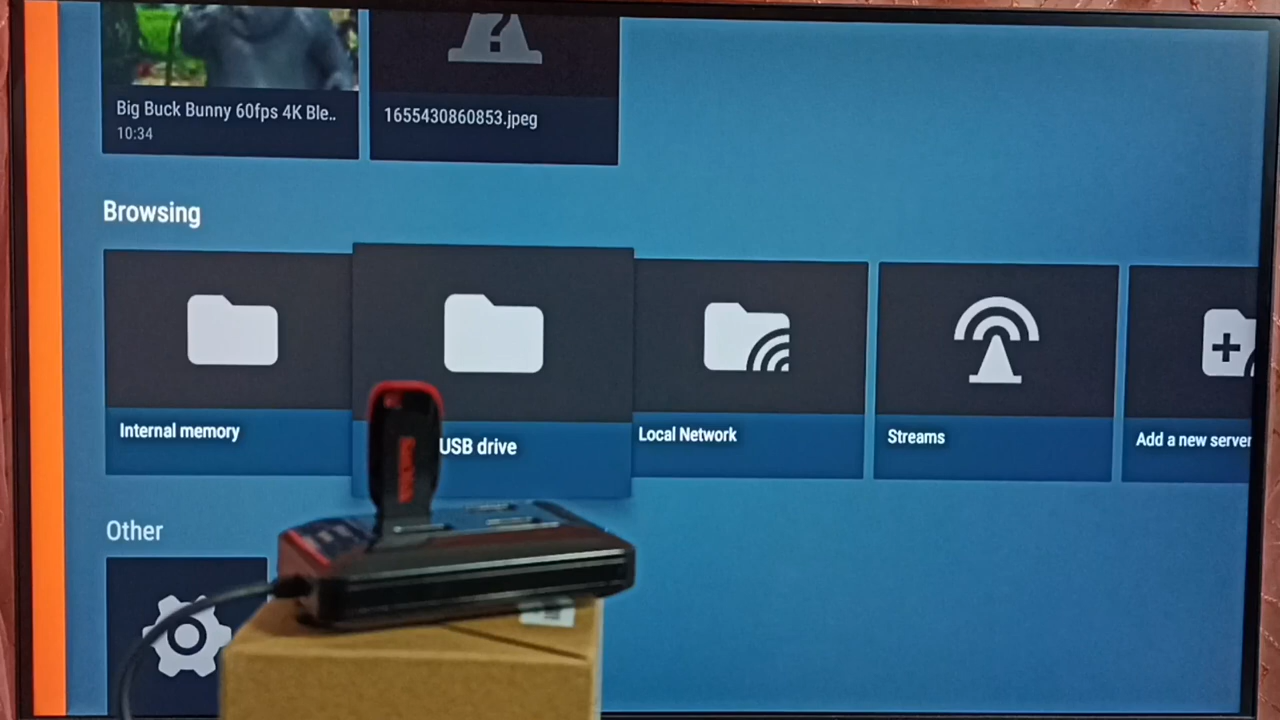 Big Buck Bunny 60fps 4K Ble..
10:34
1655430860853.jpeg
Browsing
Internal memory
USB drive
Local Network
Streams
Add a new server
Other
SanDisk